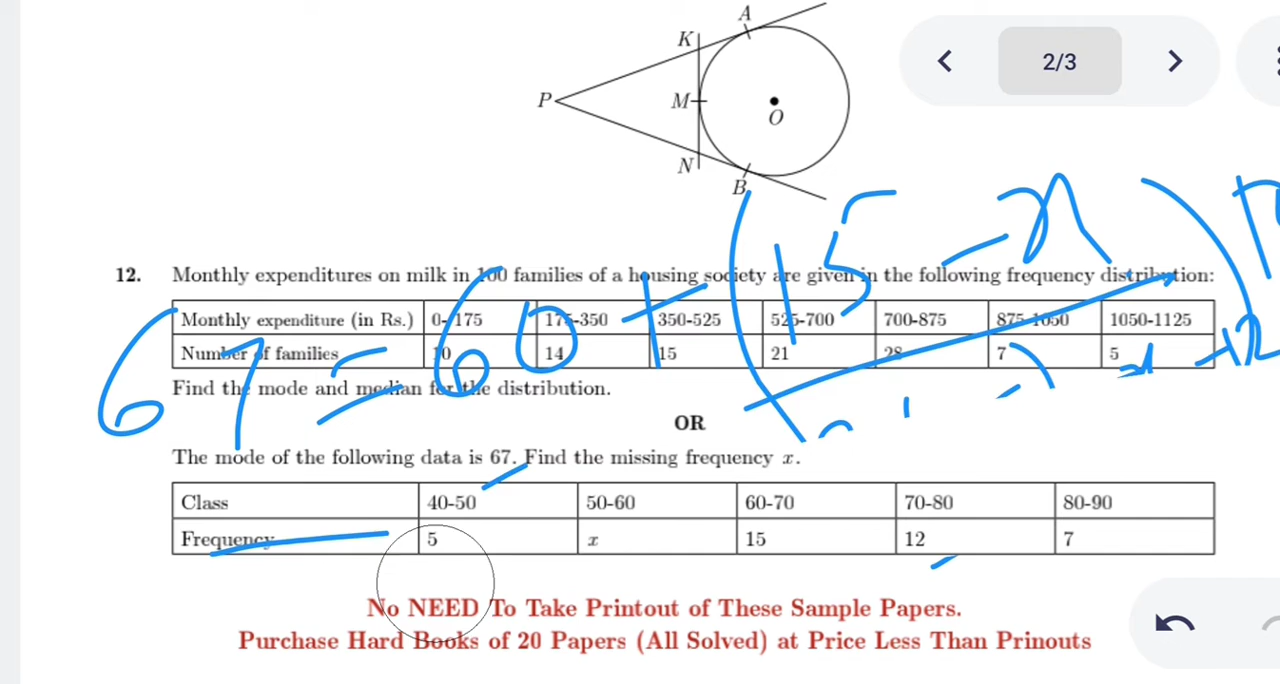 A
K
2/3
P
M
O
N
B
12. Monthly expenditures on milk in 100 families of a housing society are given in the following frequency distribution:
Monthly expenditure (in Rs.) 0-175 175-350 350-525 525-700 700-875 875-1050 1050-1125
Number of families 10 14 15 21 28 7 5
Find the mode and median for the distribution.
67 = 60 + (15 - x
OR
The mode of the following data is 67. Find the missing frequency x.
Class 40-50 50-60 60-70 70-80 80-90
Frequency 5 x 15 12 7
No NEED To Take Printout of These Sample Papers.
Purchase Hard Books of 20 Papers (All Solved) at Price Less Than Prinouts